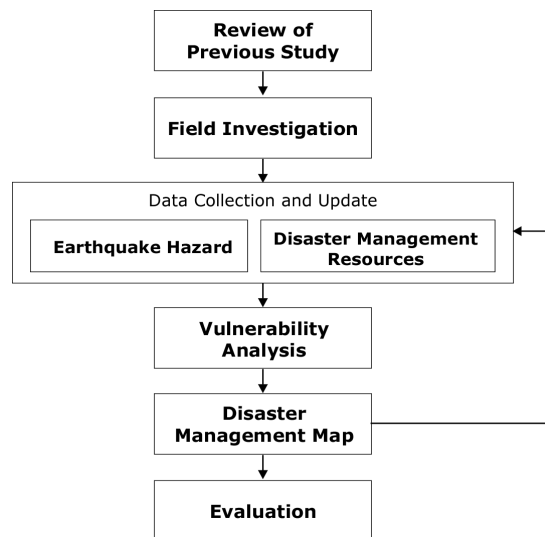 Review of
Previous Study
Field Investigation
Data Collection and Update
Earthquake Hazard
Disaster Management
Resources
Vulnerability
Analysis
Disaster
Management Map
Evaluation